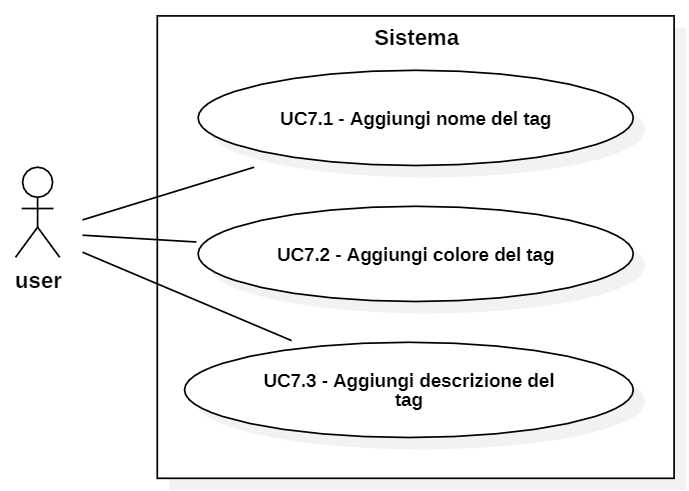 Sistema
UC7.1 - Aggiungi nome del tag
UC7.2 - Aggiungi colore del tag
user
UC7.3 - Aggiungi descrizione del
tag